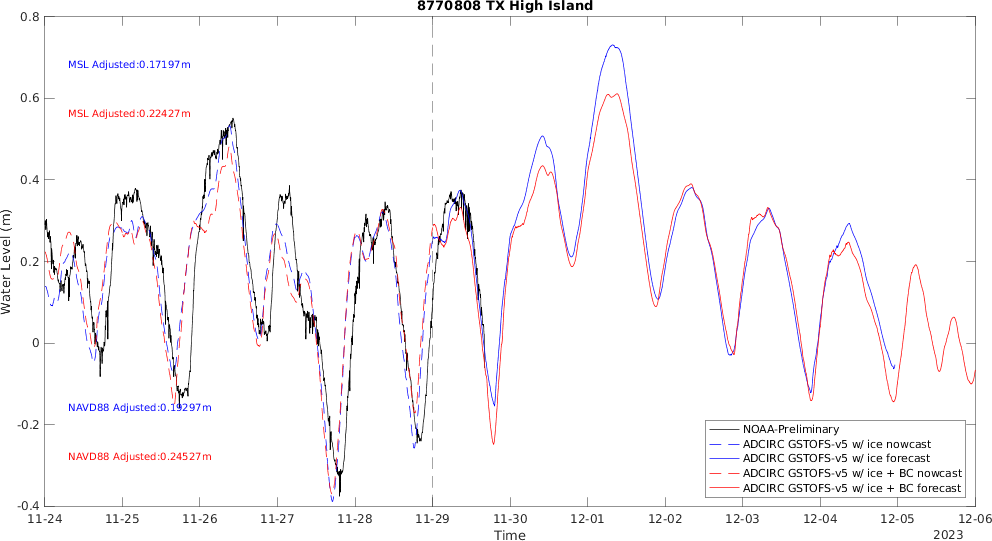 8770808 TX High Island
0.8
0.6
0.4
0.2
0
-0.2
-0.4
Water Level (m)
MSL Adjusted:0.17197m
MSL Adjusted:0.22427m
NAVD88 Adjusted:0.19297m
NAVD88 Adjusted:0.24527m
NOAA-Preliminary
ADCIRC GSTOFS-v5 w/ ice nowcast
ADCIRC GSTOFS-v5 w/ ice forecast
ADCIRC GSTOFS-v5 w/ ice + BC nowcast
ADCIRC GSTOFS-v5 w/ ice + BC forecast
11-24 11-25 11-26 11-27 11-28 11-29 11-30 12-01 12-02 12-03 12-04 12-05 12-06
Time
2023